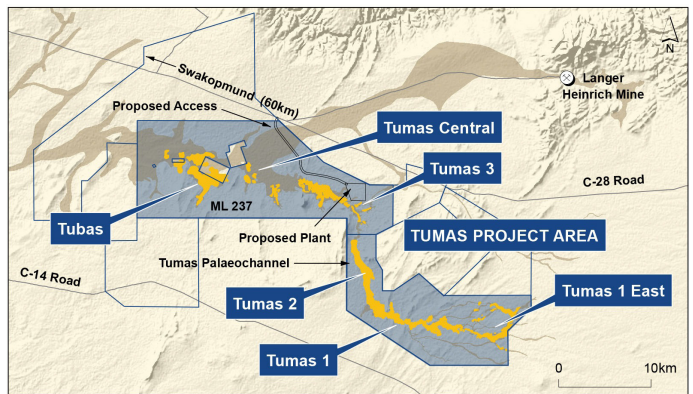 N
Swakopmund (60km)
Langer
Heinrich Mine
Proposed Access
Tumas Central
Tumas 3
C-28 Road
ML 237
Tubas
Proposed Plant
TUMAS PROJECT AREA
Tumas Palaeochannel
C-14 Road
Tumas 2
Tumas 1 East
Tumas 1
0 10km